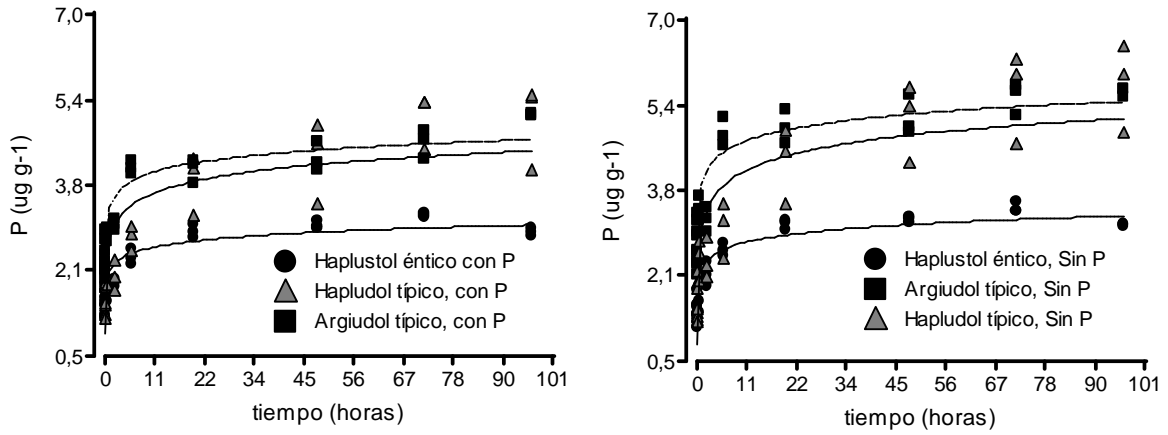 7,0
5,4
3,8
2,1
0,5
P (ug g-1)
Haplustol éntico con P
Hapludol típico, con P
Argiudol típico, con P
0 11 22 34 45 56 67 79 90 101
tiempo (horas)
7,0
5,4
3,8
2,1
0,5
P (ug g-1)
Haplustol éntico, Sin P
Argiudol típico, Sin P
Hapludol típico, Sin P
0 11 22 34 45 56 67 79 90 101
tiempo (horas)